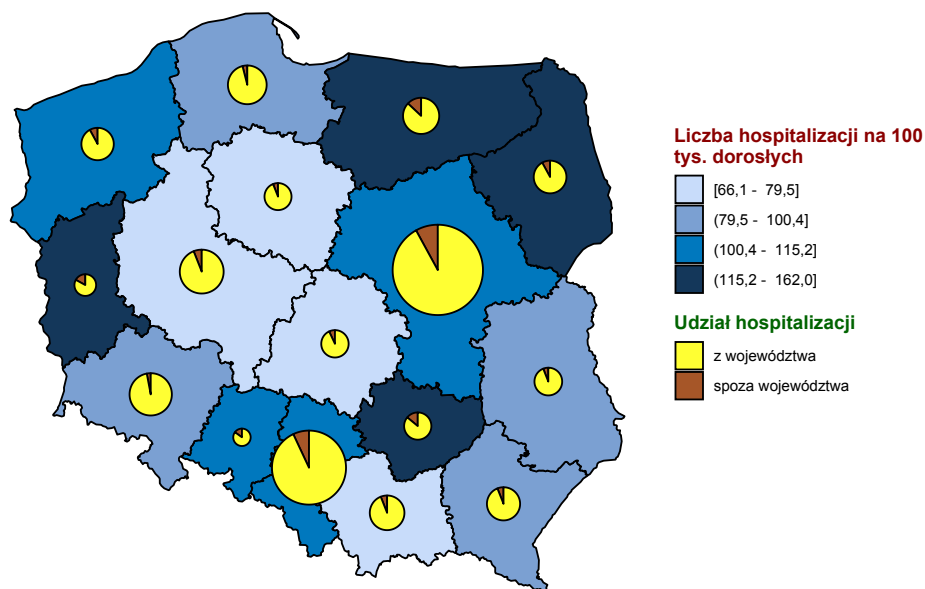 Liczba hospitalizacji na 100
tys. dorosłych
[66,1 - 79,5]
(79,5 - 100,4]
(100,4 - 115,2]
(115,2 - 162,0]
Udział hospitalizacji
z województwa
spoza województwa